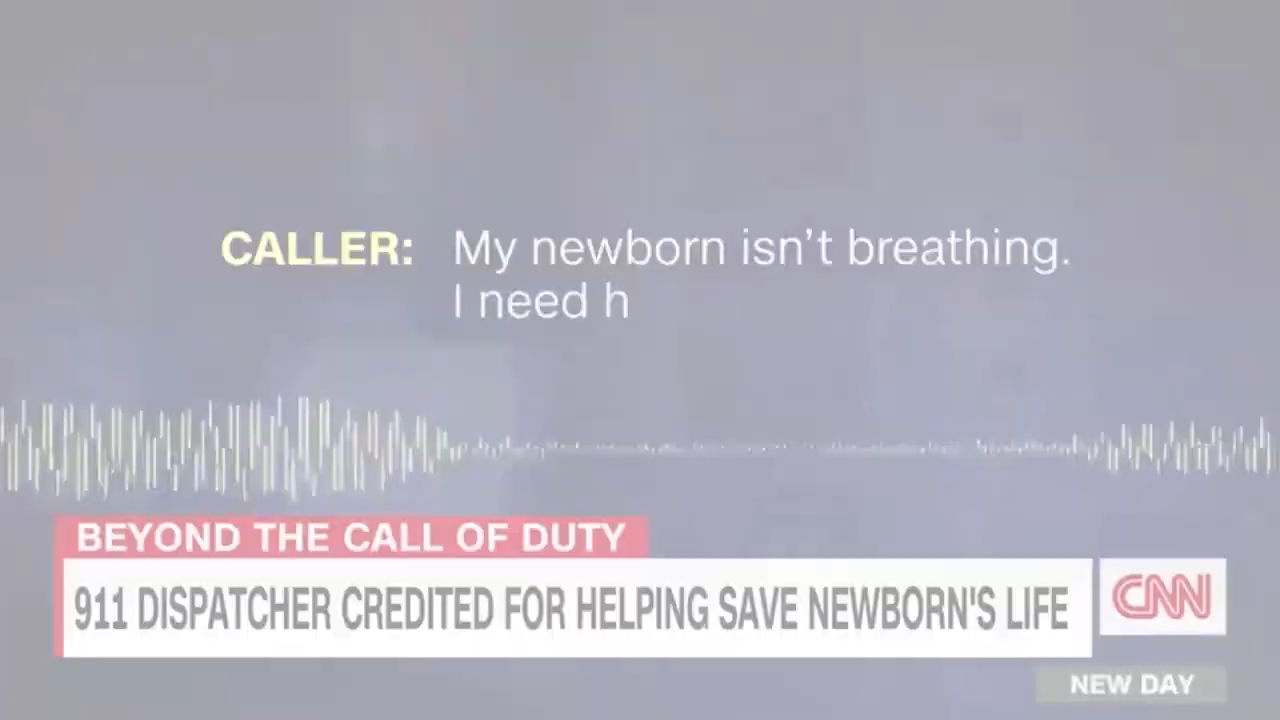 CALLER: My newborn isn't breathing.
I need h
BEYOND THE CALL OF DUTY
911 DISPATCHER CREDITED FOR HELPING SAVE NEWBORN'S LIFE
CNN
NEW DAY